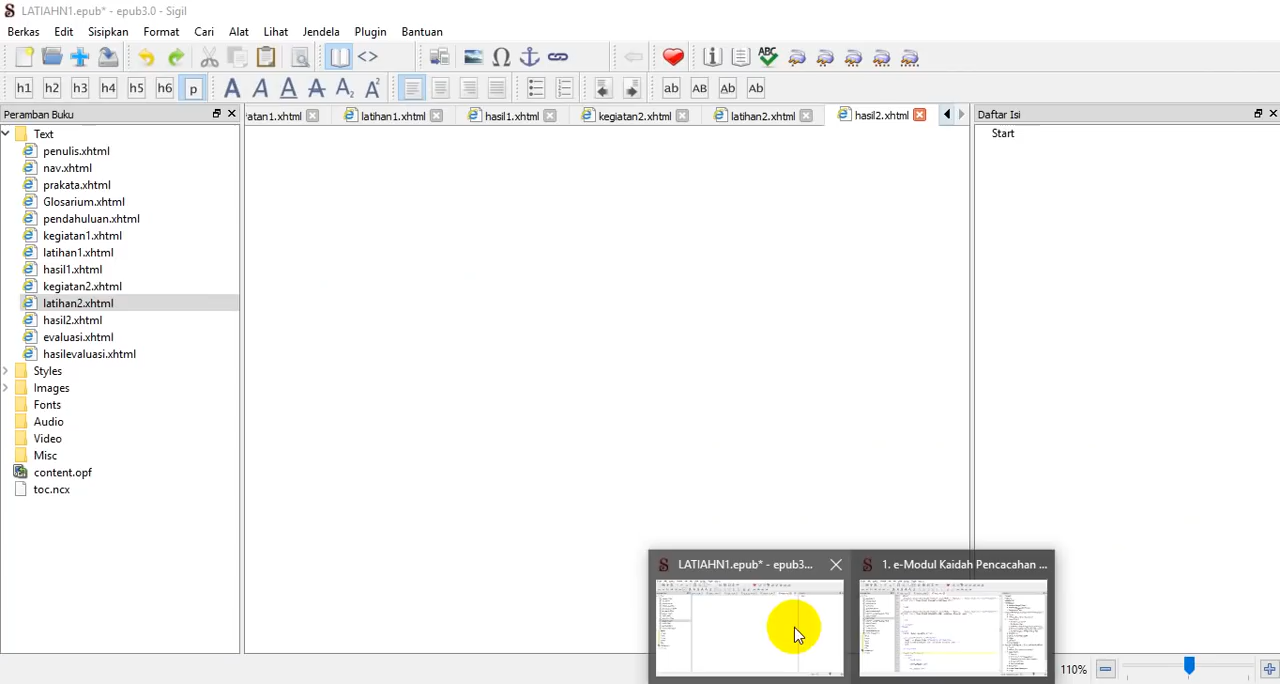 LATIAHN1.epub* - epub3.0 - Sigil
Berkas Edit Sisipkan Format Cari Alat Lihat Jendela Plugin Bantuan
h1 h2 h3 h4 h5 h6 p A A A A A₂ A² ab AB Ab Ab
Peramban Buku
atan1.xhtml latihan1.xhtml hasil1.xhtml kegiatan2.xhtml latihan2.xhtml hasil2.xhtml
Daftar Isi
Start
Text
penulis.xhtml
nav.xhtml
prakata.xhtml
Glosarium.xhtml
pendahuluan.xhtml
kegiatan1.xhtml
latihan1.xhtml
hasil1.xhtml
kegiatan2.xhtml
latihan2.xhtml
hasil2.xhtml
evaluasi.xhtml
hasilevaluasi.xhtml
Styles
Images
Fonts
Audio
Video
Misc
content.opf
toc.ncx
LATIAHN1.epub* - epub3...
1. e-Modul Kaidah Pencacahan ...
110%